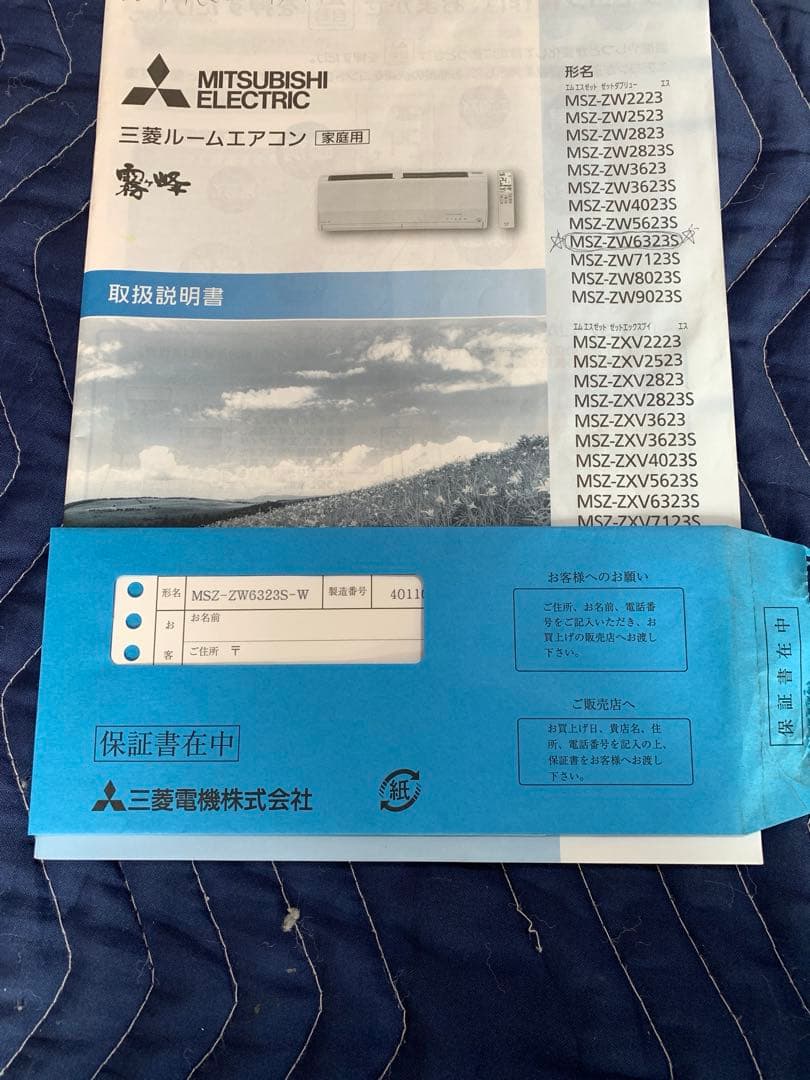 MITSUBISHI
ELECTRIC
三菱ルームエアコン 家庭用
霧ヶ峰
取扱説明書
形名
エムエスゼット ゼットダブリュー エス
MSZ-ZW2223
MSZ-ZW2523
MSZ-ZW2823
MSZ-ZW2823S
MSZ-ZW3623
MSZ-ZW3623S
MSZ-ZW4023S
MSZ-ZW5623S
MSZ-ZW6323S
MSZ-ZW7123S
MSZ-ZW8023S
MSZ-ZW9023S
エムエスゼット ゼットエックスブイ エス
MSZ-ZXV2223
MSZ-ZXV2523
MSZ-ZXV2823
MSZ-ZXV2823S
MSZ-ZXV3623
MSZ-ZXV3623S
MSZ-ZXV4023S
MSZ-ZXV5623S
MSZ-ZXV6323S
MSZ-ZXV7123S
形名 MSZ-ZW6323S-W 製造番号 4011
お名前
お
客
ご住所 〒
保証書在中
三菱電機株式会社
紙
お客様へのお願い
ご住所、お名前、電話番
号をご記入いただき、お
買上げの販売店へお渡し
下さい。
ご販売店へ
お買上げ日、貴店名、住
所、電話番号を記入の上、
保証書をお客様へお渡し
下さい。
保証書在中